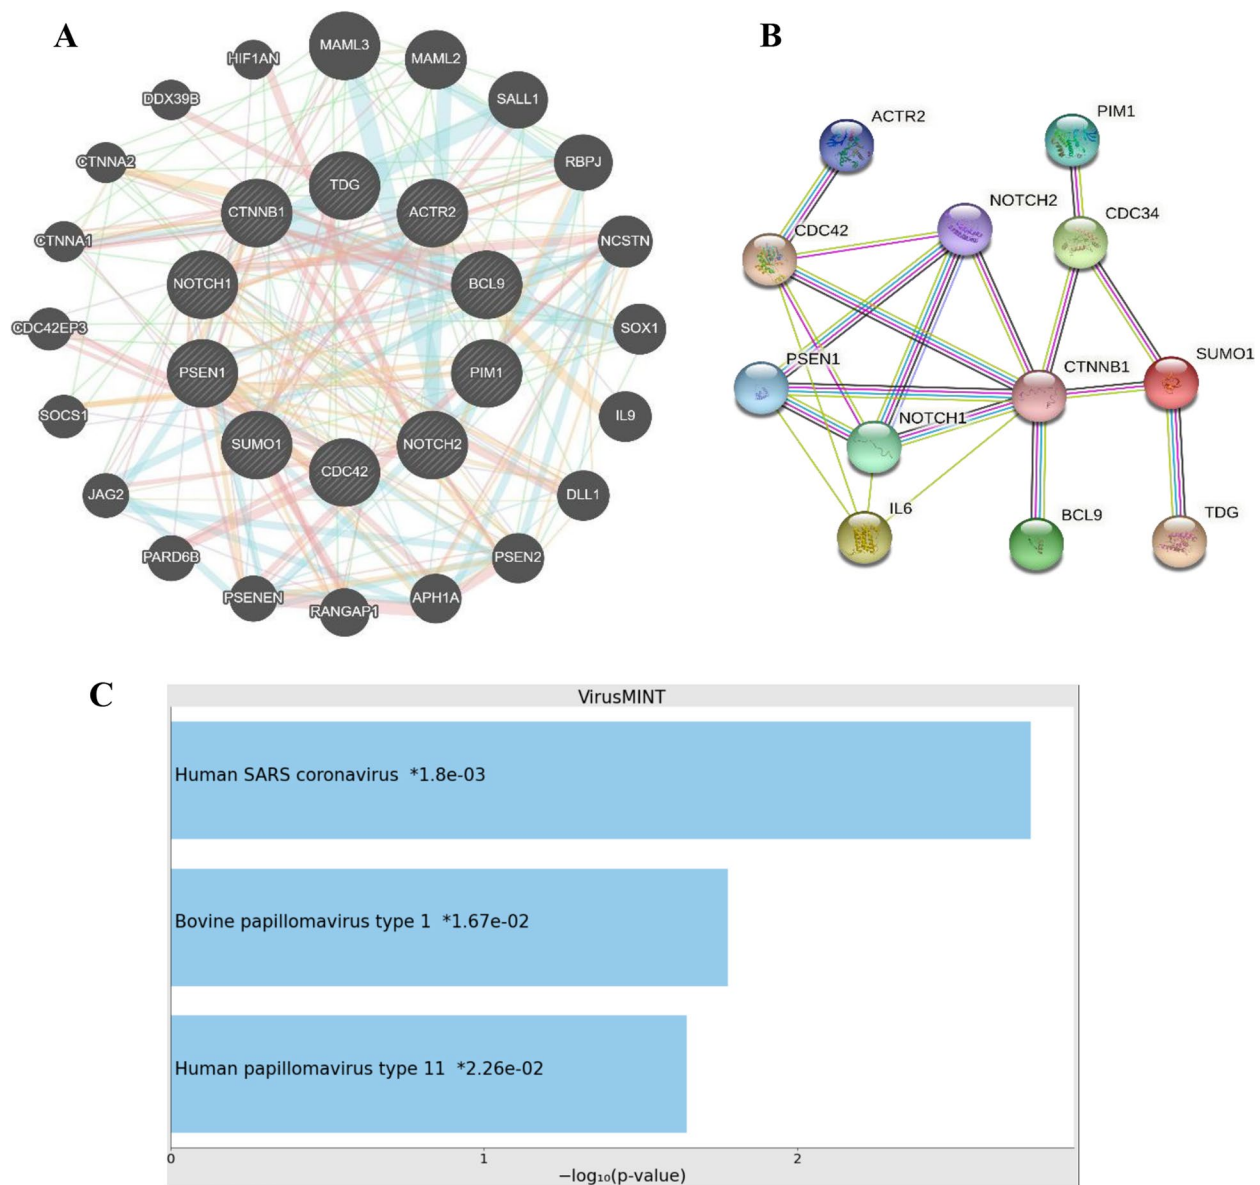 A
MAML3
HIF1AN
MAML2
DDX39B
SALL1
CTNNA2
RBPJ
TDG
CTNNB1
ACTR2
CTNNA1
NCSTN
NOTCH1
BCL9
CDC42EP3
SOX1
PSEN1
PIM1
SOCS1
IL9
SUMO1
NOTCH2
CDC42
JAG2
DLL1
PARD6B
PSEN2
PSENEN
RANGAP1
APH1A
B
ACTR2
PIM1
NOTCH2
CDC42
CDC34
PSEN1
CTNNB1
SUMO1
NOTCH1
IL6
BCL9
TDG
C
VirusMINT
Human SARS coronavirus *1.8e-03
Bovine papillomavirus type 1 *1.67e-02
Human papillomavirus type 11 *2.26e-02
0 1 2
−log₁₀(p-value)